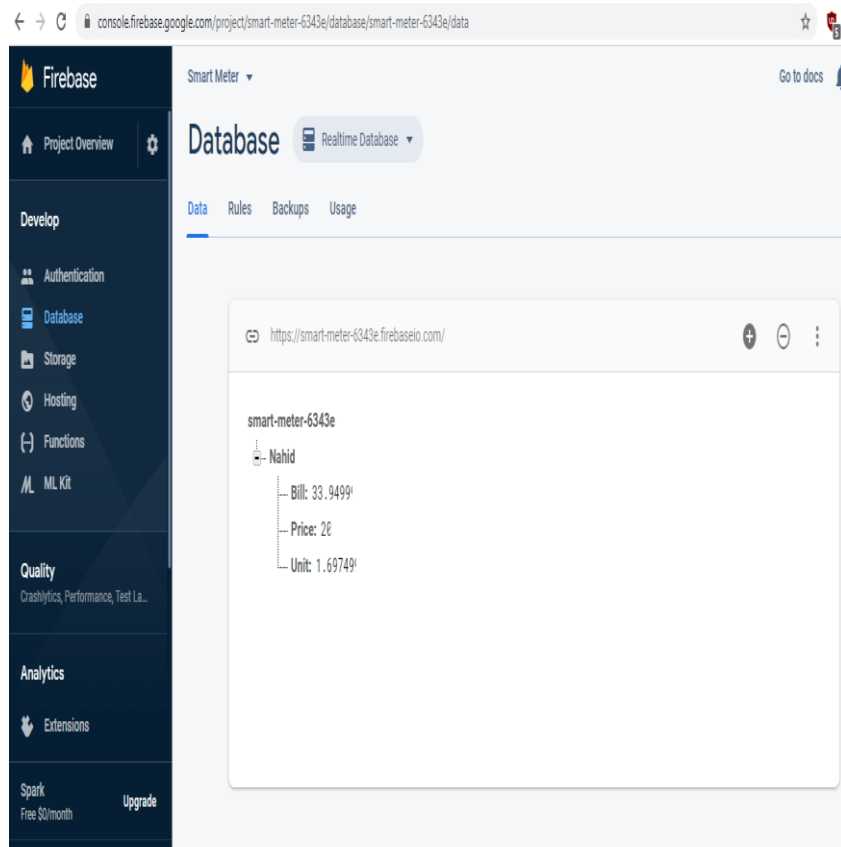 console.firebase.google.com/project/smart-meter-6343e/database/smart-meter-6343e/data
Firebase
Smart Meter
Go to docs
Project Overview
Database
Realtime Database
Data Rules Backups Usage
Develop
Authentication
Database
Storage
Hosting
Functions
ML Kit
https://smart-meter-6343e.firebaseio.com/
smart-meter-6343e
Nahid
Bill: 33.9499
Price:
Unit: 1.69749
Quality
Crashlytics, Performance, Test La...
Analytics
Extensions
Spark
Free $0/month
Upgrade